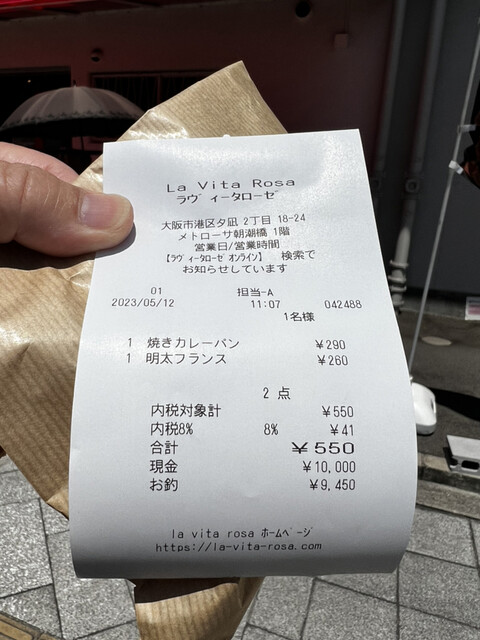 La Vita Rosa
ラヴィータローゼ
大阪市港区夕凪 2丁目 18-24
メトローサ朝潮橋 1階
営業日/営業時間
【ラヴィータローゼ オンライン】 検索で
お知らせしています
01 担当-A
2023/05/12 11:07 042488
1名様
1 焼きカレーパン ¥290
1 明太フランス ¥260
2 点
内税対象計 ¥550
内税8% 8% ¥41
合計 ¥550
現金 ¥10,000
お釣 ¥9,450
la vita rosa ホームページ
https://la-vita-rosa.com